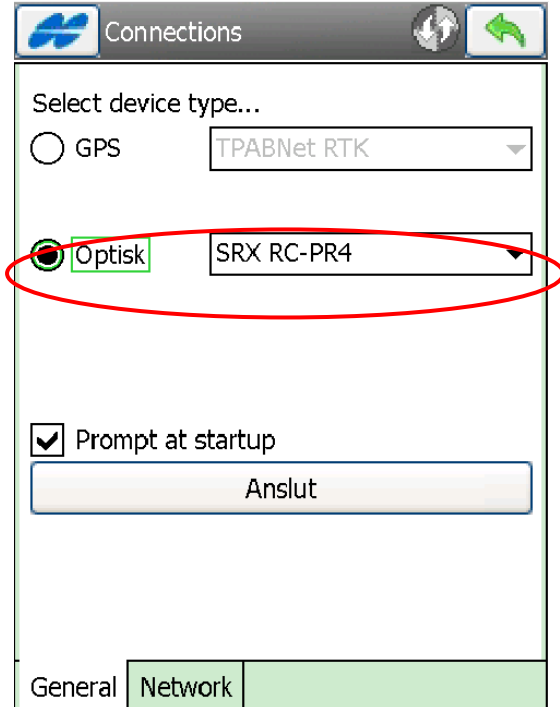 Connections
Select device type...
GPS TPABNet RTK
Optisk SRX RC-PR4
Prompt at startup
Anslut
General Network